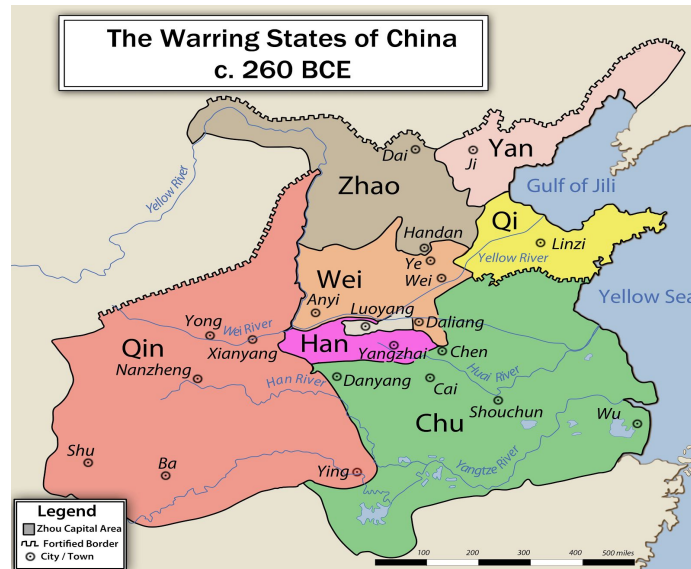 The Warring States of China
c. 260 BCE
Dai
Ji
Yan
Yellow River
Zhao
Gulf of Jili
Qi
Handan
Linzi
Ye
Yellow River
Wei
Wei
Anyi
Luoyang
Yellow Sea
Yong
Wei River
Daliang
Qin
Xianyang
Han
Yangzhai
Chen
Nanzheng
Han River
Danyang
Cai
Huai River
Shouchun
Chu
Wu
Shu
Ba
Ying
Yangtze River
Legend
Zhou Capital Area
Fortified Border
City / Town
100 200 300 400 500 miles